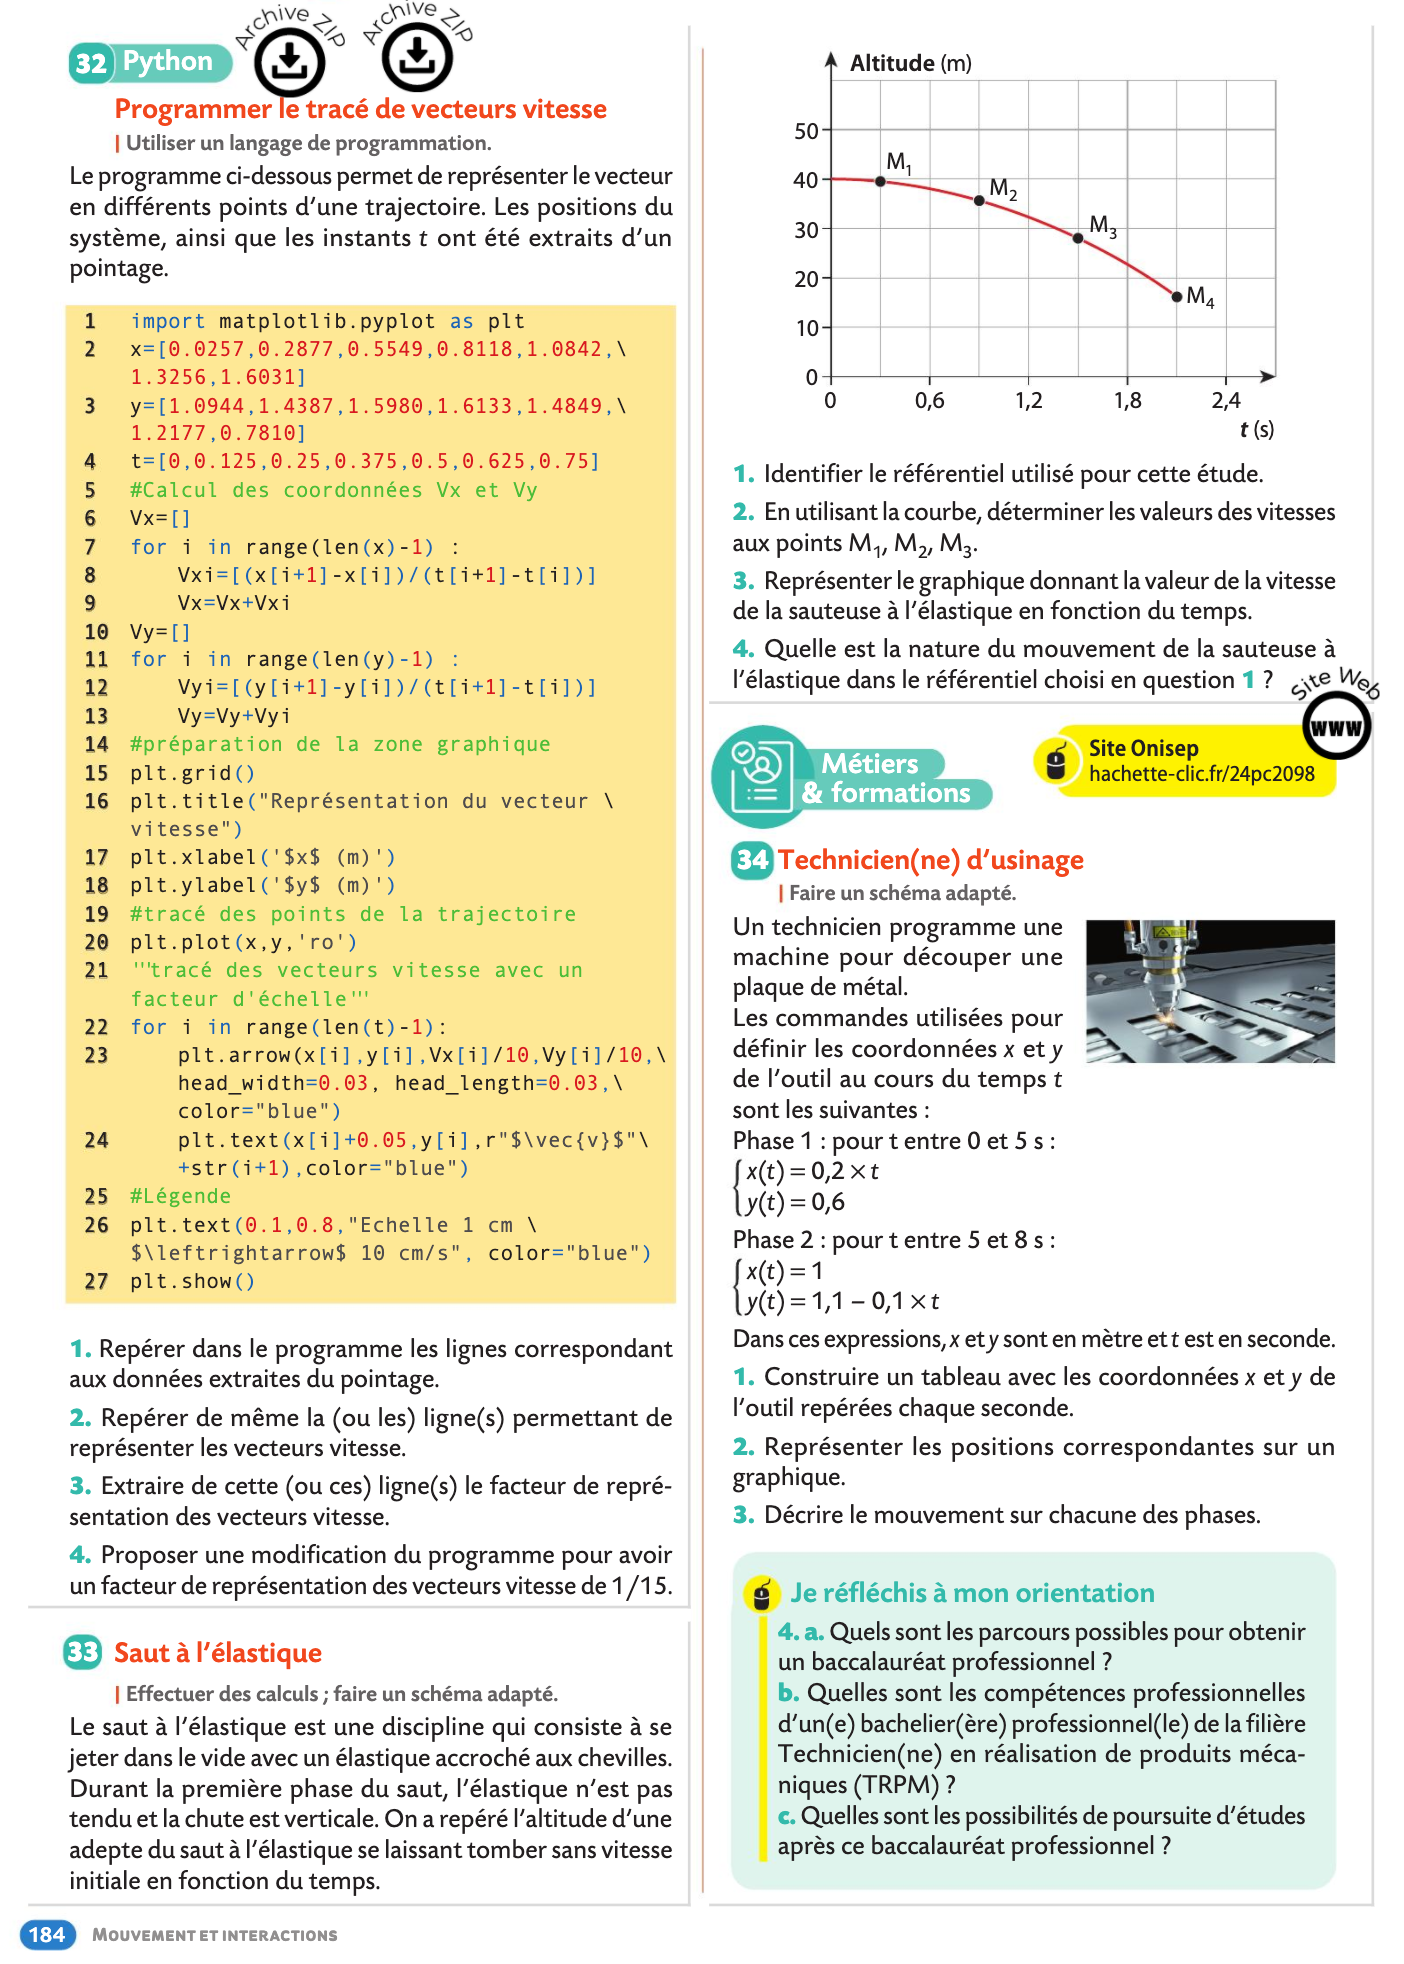 Archive ZIP
Archive ZIP
32 Python
Programmer le tracé de vecteurs vitesse
| Utiliser un langage de programmation.
Le programme ci-dessous permet de représenter le vecteur
en différents points d'une trajectoire. Les positions du
système, ainsi que les instants t ont été extraits d'un
pointage.
1 import matplotlib.pyplot as plt
2 x=[0.0257,0.2877,0.5549,0.8118,1.0842,\
1.3256,1.6031]
3 y=[1.0944,1.4387,1.5980,1.6133,1.4849,\
1.2177,0.7810]
4 t=[0,0.125,0.25,0.375,0.5,0.625,0.75]
5 #Calcul des coordonnées Vx et Vy
6 Vx=[]
7 for i in range(len(x)-1) :
8 Vxi=[(x[i+1]-x[i])/(t[i+1]-t[i])]
9 Vx=Vx+Vxi
10 Vy=[]
11 for i in range(len(y)-1) :
12 Vyi=[(y[i+1]-y[i])/(t[i+1]-t[i])]
13 Vy=Vy+Vyi
14 #préparation de la zone graphique
15 plt.grid()
16 plt.title("Représentation du vecteur \
vitesse")
17 plt.xlabel('$x$ (m)')
18 plt.ylabel('$y$ (m)')
19 #tracé des points de la trajectoire
20 plt.plot(x,y,'ro')
21 '''tracé des vecteurs vitesse avec un
facteur d'échelle'''
22 for i in range(len(t)-1):
23 plt.arrow(x[i],y[i],Vx[i]/10,Vy[i]/10,\
head_width=0.03, head_length=0.03,\
color="blue")
24 plt.text(x[i]+0.05,y[i],r"$\vec{v}$"\
+str(i+1),color="blue")
25 #Légende
26 plt.text(0.1,0.8,"Echelle 1 cm \
$\leftrightarrow$ 10 cm/s", color="blue")
27 plt.show()
1. Repérer dans le programme les lignes correspondant
aux données extraites du pointage.
2. Repérer de même la (ou les) ligne(s) permettant de
représenter les vecteurs vitesse.
3. Extraire de cette (ou ces) ligne(s) le facteur de repré-
sentation des vecteurs vitesse.
4. Proposer une modification du programme pour avoir
un facteur de représentation des vecteurs vitesse de 1/15.
33 Saut à l'élastique
| Effectuer des calculs ; faire un schéma adapté.
Le saut à l'élastique est une discipline qui consiste à se
jeter dans le vide avec un élastique accroché aux chevilles.
Durant la première phase du saut, l'élastique n'est pas
tendu et la chute est verticale. On a repéré l'altitude d'une
adepte du saut à l'élastique se laissant tomber sans vitesse
initiale en fonction du temps.
Altitude (m)
50
40
30
20
10
0
M1
M2
M3
M4
0 0,6 1,2 1,8 2,4
t (s)
1. Identifier le référentiel utilisé pour cette étude.
2. En utilisant la courbe, déterminer les valeurs des vitesses
aux points M1, M2, M3.
3. Représenter le graphique donnant la valeur de la vitesse
de la sauteuse à l'élastique en fonction du temps.
4. Quelle est la nature du mouvement de la sauteuse à
l'élastique dans le référentiel choisi en question 1 ?
Site Web
www
Métiers
& formations
Site Onisep
hachette-clic.fr/24pc2098
34 Technicien(ne) d'usinage
| Faire un schéma adapté.
Un technicien programme une
machine pour découper une
plaque de métal.
Les commandes utilisées pour
définir les coordonnées x et y
de l'outil au cours du temps t
sont les suivantes :
Phase 1 : pour t entre 0 et 5 s :
x(t) = 0,2 × t
y(t) = 0,6
Phase 2 : pour t entre 5 et 8 s :
x(t) = 1
y(t) = 1,1 – 0,1 × t
Dans ces expressions, x et y sont en mètre et t est en seconde.
1. Construire un tableau avec les coordonnées x et y de
l'outil repérées chaque seconde.
2. Représenter les positions correspondantes sur un
graphique.
3. Décrire le mouvement sur chacune des phases.
Je réfléchis à mon orientation
4. a. Quels sont les parcours possibles pour obtenir
un baccalauréat professionnel ?
b. Quelles sont les compétences professionnelles
d'un(e) bachelier(ère) professionnel(le) de la filière
Technicien(ne) en réalisation de produits méca-
niques (TRPM) ?
c. Quelles sont les possibilités de poursuite d'études
après ce baccalauréat professionnel ?
184 MOUVEMENT ET INTERACTIONS